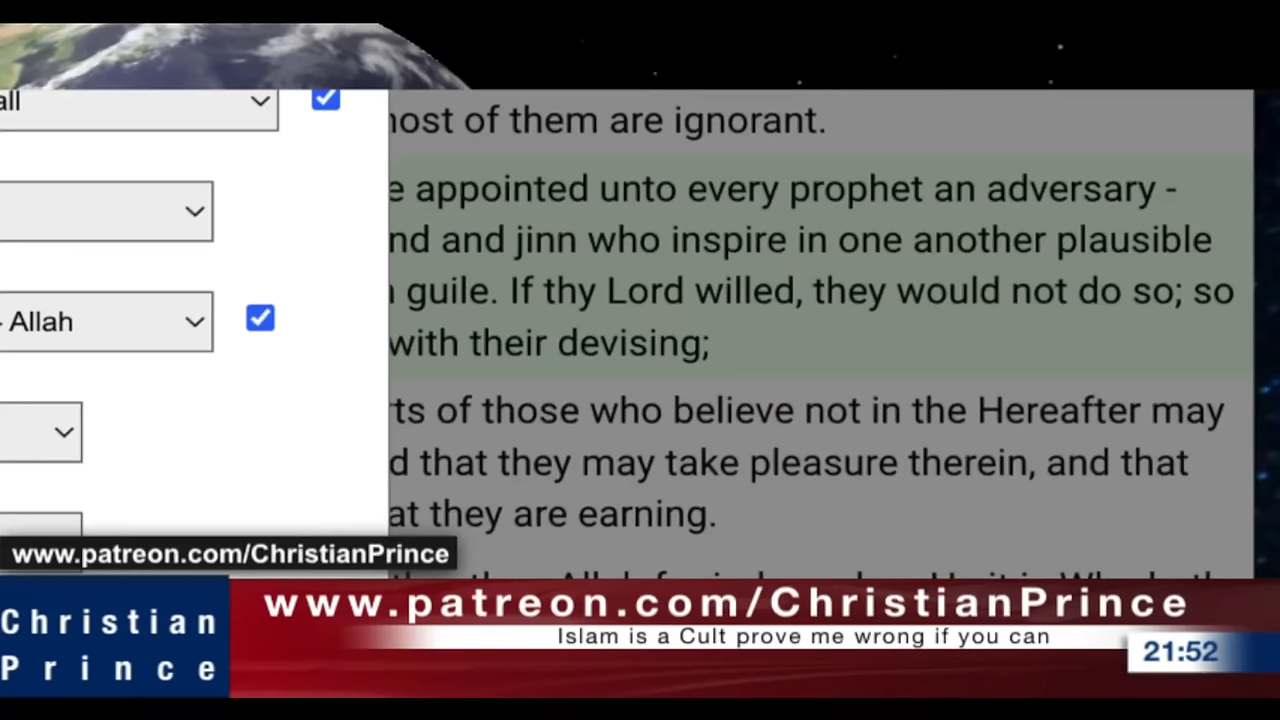 all
most of them are ignorant.
e appointed unto every prophet an adversary -
nd and jinn who inspire in one another plausible
guile. If thy Lord willed, they would not do so; so
- Allah
with their devising;
rts of those who believe not in the Hereafter may
d that they may take pleasure therein, and that
at they are earning.
www.patreon.com/ChristianPrince
Christian
Prince
www.patreon.com/ChristianPrince
Islam is a Cult prove me wrong if you can
21:52